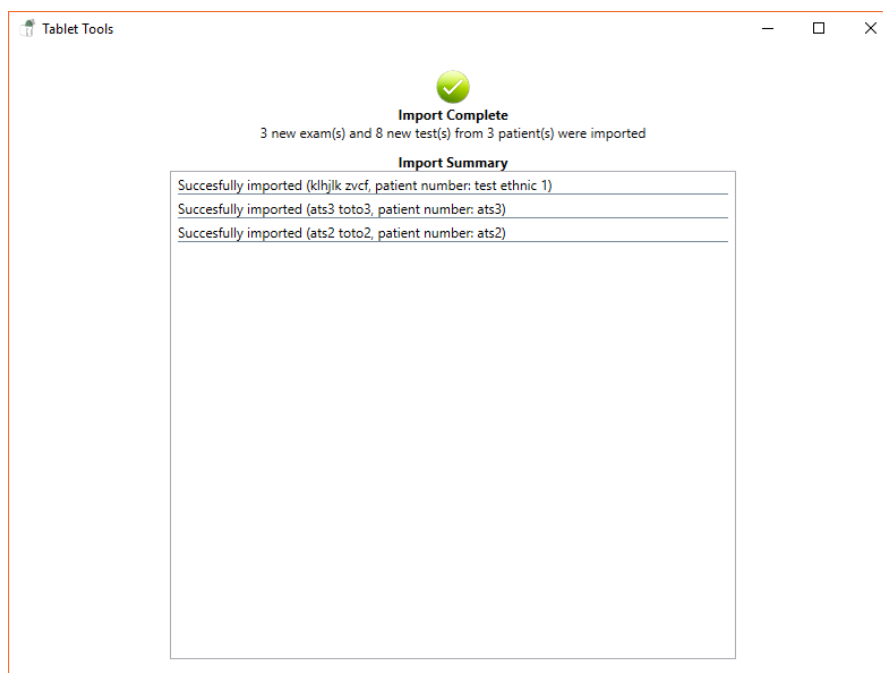 Tablet Tools
Import Complete
3 new exam(s) and 8 new test(s) from 3 patient(s) were imported
Import Summary
Succesfully imported (klhjlk zvcf, patient number: test ethnic 1)
Succesfully imported (ats3 toto3, patient number: ats3)
Succesfully imported (ats2 toto2, patient number: ats2)